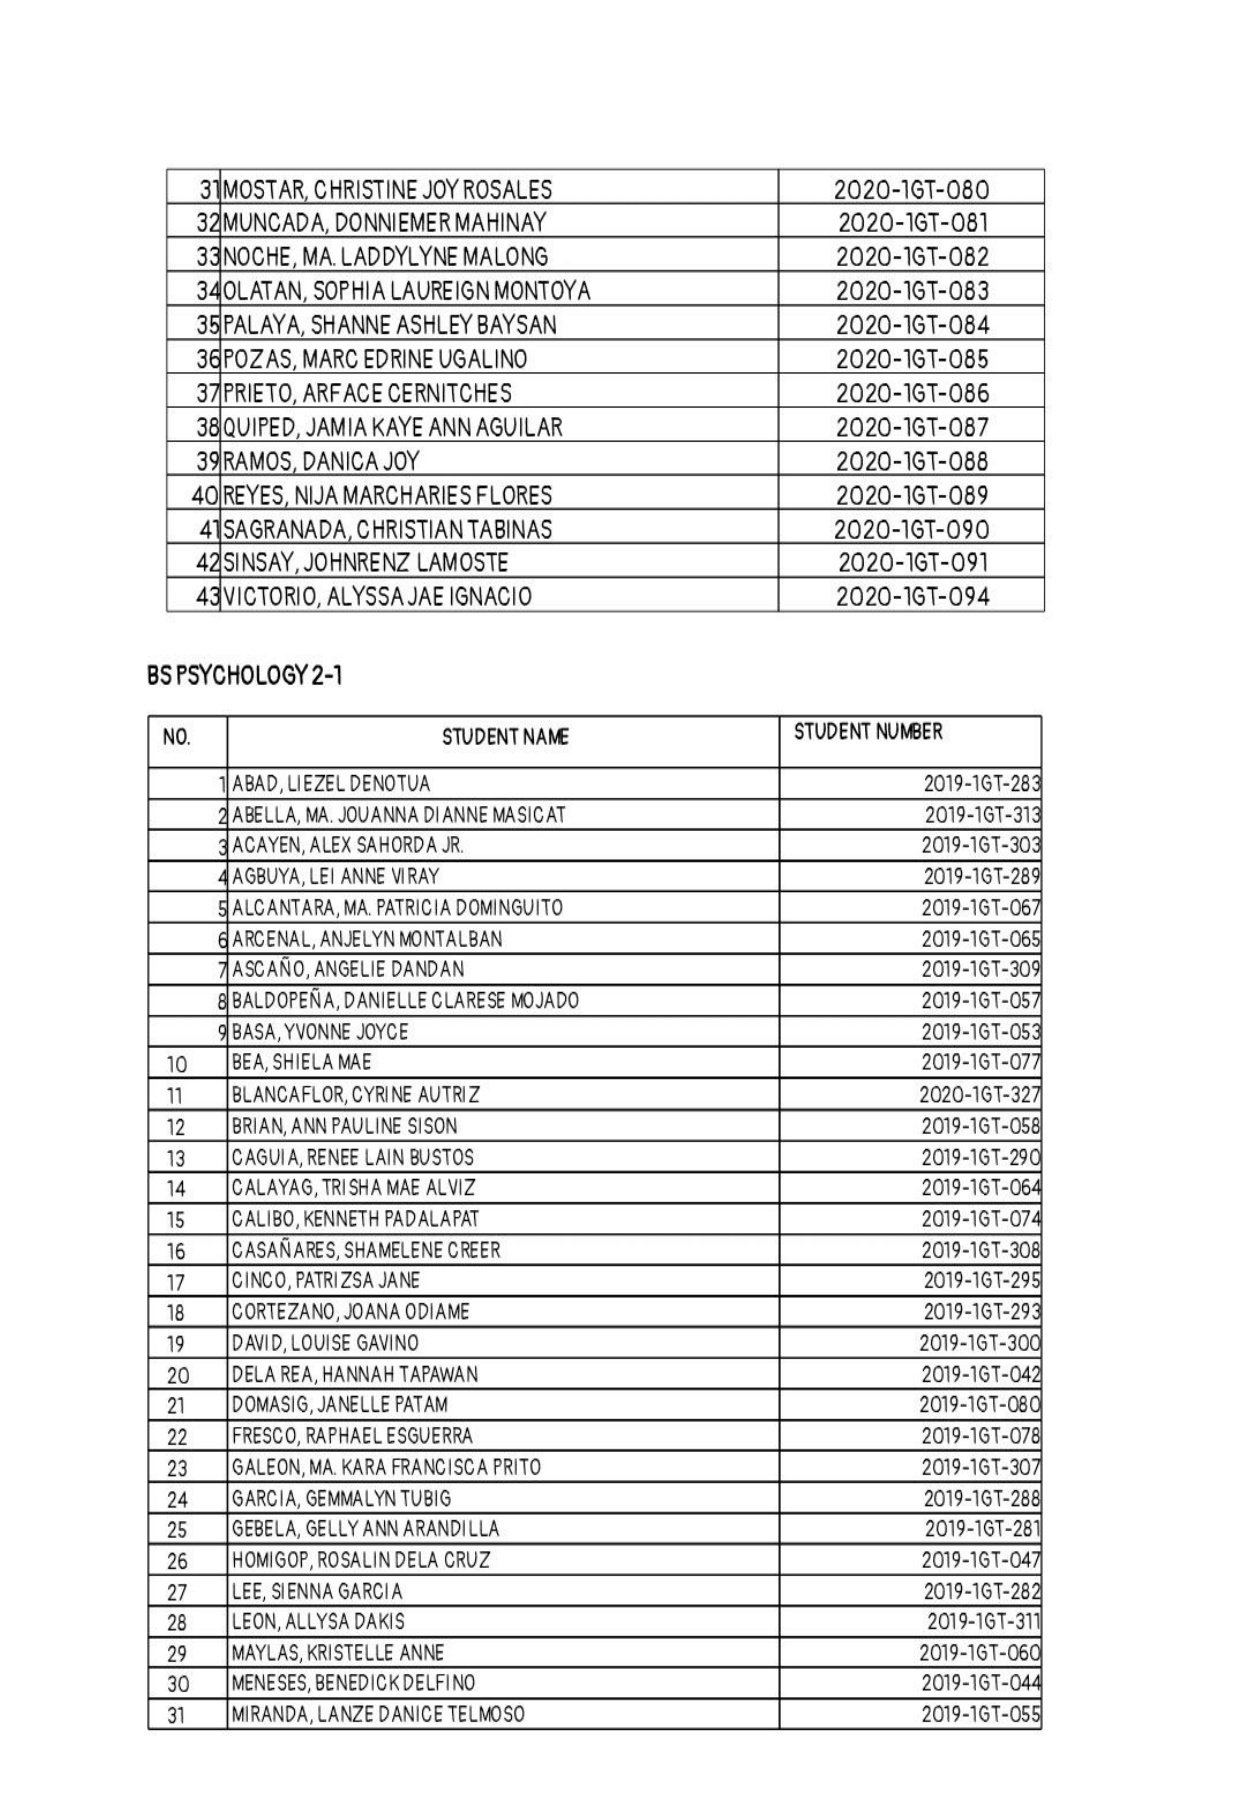 31 MOSTAR, CHRISTINE JOY ROSALES 2020-1GT-080
32 MUNCADA, DONNIEMER MAHINAY 2020-1GT-081
33 NOCHE, MA. LADDYLYNE MALONG 2020-1GT-082
34 OLATAN, SOPHIA LAUREIGN MONTOYA 2020-1GT-083
35 PALAYA, SHANNE ASHLEY BAYSAN 2020-1GT-084
36 POZAS, MARC EDRINE UGALINO 2020-1GT-085
37 PRIETO, ARFACE CERNITCHES 2020-1GT-086
38 QUIPED, JAMIA KAYE ANN AGUILAR 2020-1GT-087
39 RAMOS, DANICA JOY 2020-1GT-088
40 REYES, NIJA MARCHARIES FLORES 2020-1GT-089
41 SAGRANADA, CHRISTIAN TABINAS 2020-1GT-090
42 SINSAY, JOHNRENZ LAMOSTE 2020-1GT-091
43 VICTORIO, ALYSSA JAE IGNACIO 2020-1GT-094
BS PSYCHOLOGY 2-1
NO. STUDENT NAME STUDENT NUMBER
1 ABAD, LIEZEL DENOTUA 2019-1GT-283
2 ABELLA, MA. JOUANNA DIANNE MASICAT 2019-1GT-313
3 ACAYEN, ALEX SAHORDA JR. 2019-1GT-303
4 AGBUYA, LEI ANNE VIRAY 2019-1GT-289
5 ALCANTARA, MA. PATRICIA DOMINGUITO 2019-1GT-067
6 ARCENAL, ANJELYN MONTALBAN 2019-1GT-065
7 ASCAÑO, ANGELIE DANDAN 2019-1GT-309
8 BALDOPEÑA, DANIELLE CLARESE MOJADO 2019-1GT-057
9 BASA, YVONNE JOYCE 2019-1GT-053
10 BEA, SHIELA MAE 2019-1GT-077
11 BLANCAFLOR, CYRINE AUTRIZ 2020-1GT-327
12 BRIAN, ANN PAULINE SISON 2019-1GT-058
13 CAGUIA, RENEE LAIN BUSTOS 2019-1GT-290
14 CALAYAG, TRISHA MAE ALVIZ 2019-1GT-064
15 CALIBO, KENNETH PADALAPAT 2019-1GT-074
16 CASAÑARES, SHAMELENE CREER 2019-1GT-308
17 CINCO, PATRIZSA JANE 2019-1GT-295
18 CORTEZANO, JOANA ODIAME 2019-1GT-293
19 DAVID, LOUISE GAVINO 2019-1GT-300
20 DELA REA, HANNAH TAPAWAN 2019-1GT-042
21 DOMASIG, JANELLE PATAM 2019-1GT-080
22 FRESCO, RAPHAEL ESGUERRA 2019-1GT-078
23 GALEON, MA. KARA FRANCISCA PRITO 2019-1GT-307
24 GARCIA, GEMMALYN TUBIG 2019-1GT-288
25 GEBELA, GELLY ANN ARANDILLA 2019-1GT-281
26 HOMIGOP, ROSALIN DELA CRUZ 2019-1GT-047
27 LEE, SIENNA GARCIA 2019-1GT-282
28 LEON, ALLYSA DAKIS 2019-1GT-311
29 MAYLAS, KRISTELLE ANNE 2019-1GT-060
30 MENESES, BENEDICK DELFINO 2019-1GT-044
31 MIRANDA, LANZE DANICE TELMOSO 2019-1GT-055